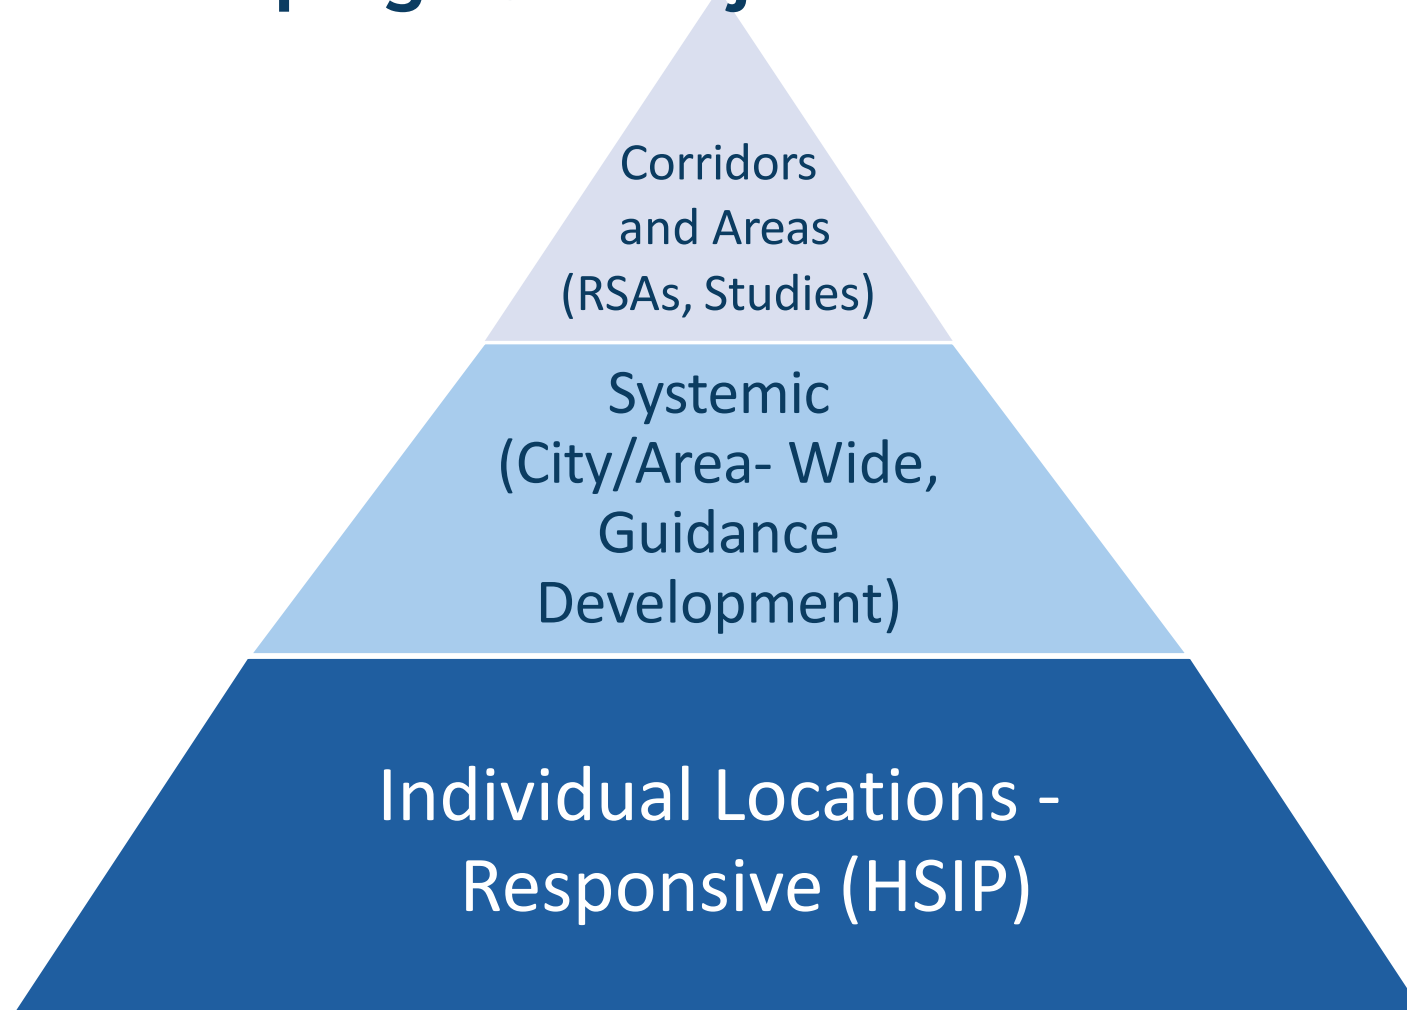 Corridors
and Areas
(RSAs, Studies)
Systemic
(City/Area- Wide,
Guidance
Development)
Individual Locations -
Responsive (HSIP)